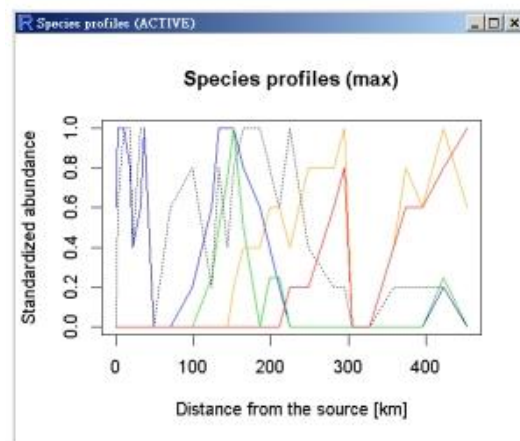 Species profiles (ACTIVE)
Species profiles (max)
Standardized abundance
1.0
0.8
0.6
0.4
0.2
0.0
0 100 200 300 400
Distance from the source [km]